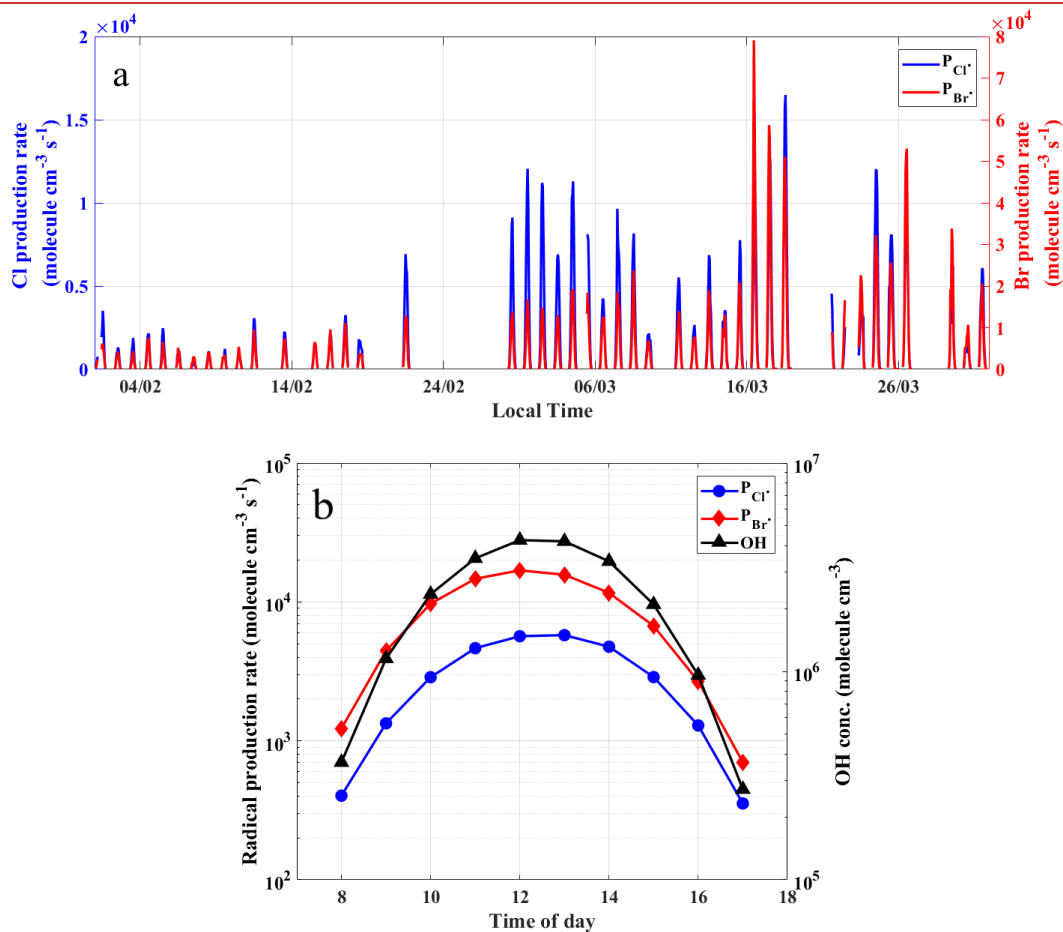 ×10⁴
×10⁴
a
P_Cl·
P_Br·
2
1.5
1
0.5
0
8
7
6
5
4
3
2
1
0
Cl production rate
(molecule cm⁻³ s⁻¹)
Br production rate
(molecule cm⁻³ s⁻¹)
04/02 14/02 24/02 06/03 16/03 26/03
Local Time
b
P_Cl·
P_Br·
OH
10⁵
10⁴
10³
10²
10⁷
10⁶
10⁵
Radical production rate (molecule cm⁻³ s⁻¹)
OH conc. (molecule cm⁻³)
8 10 12 14 16 18
Time of day